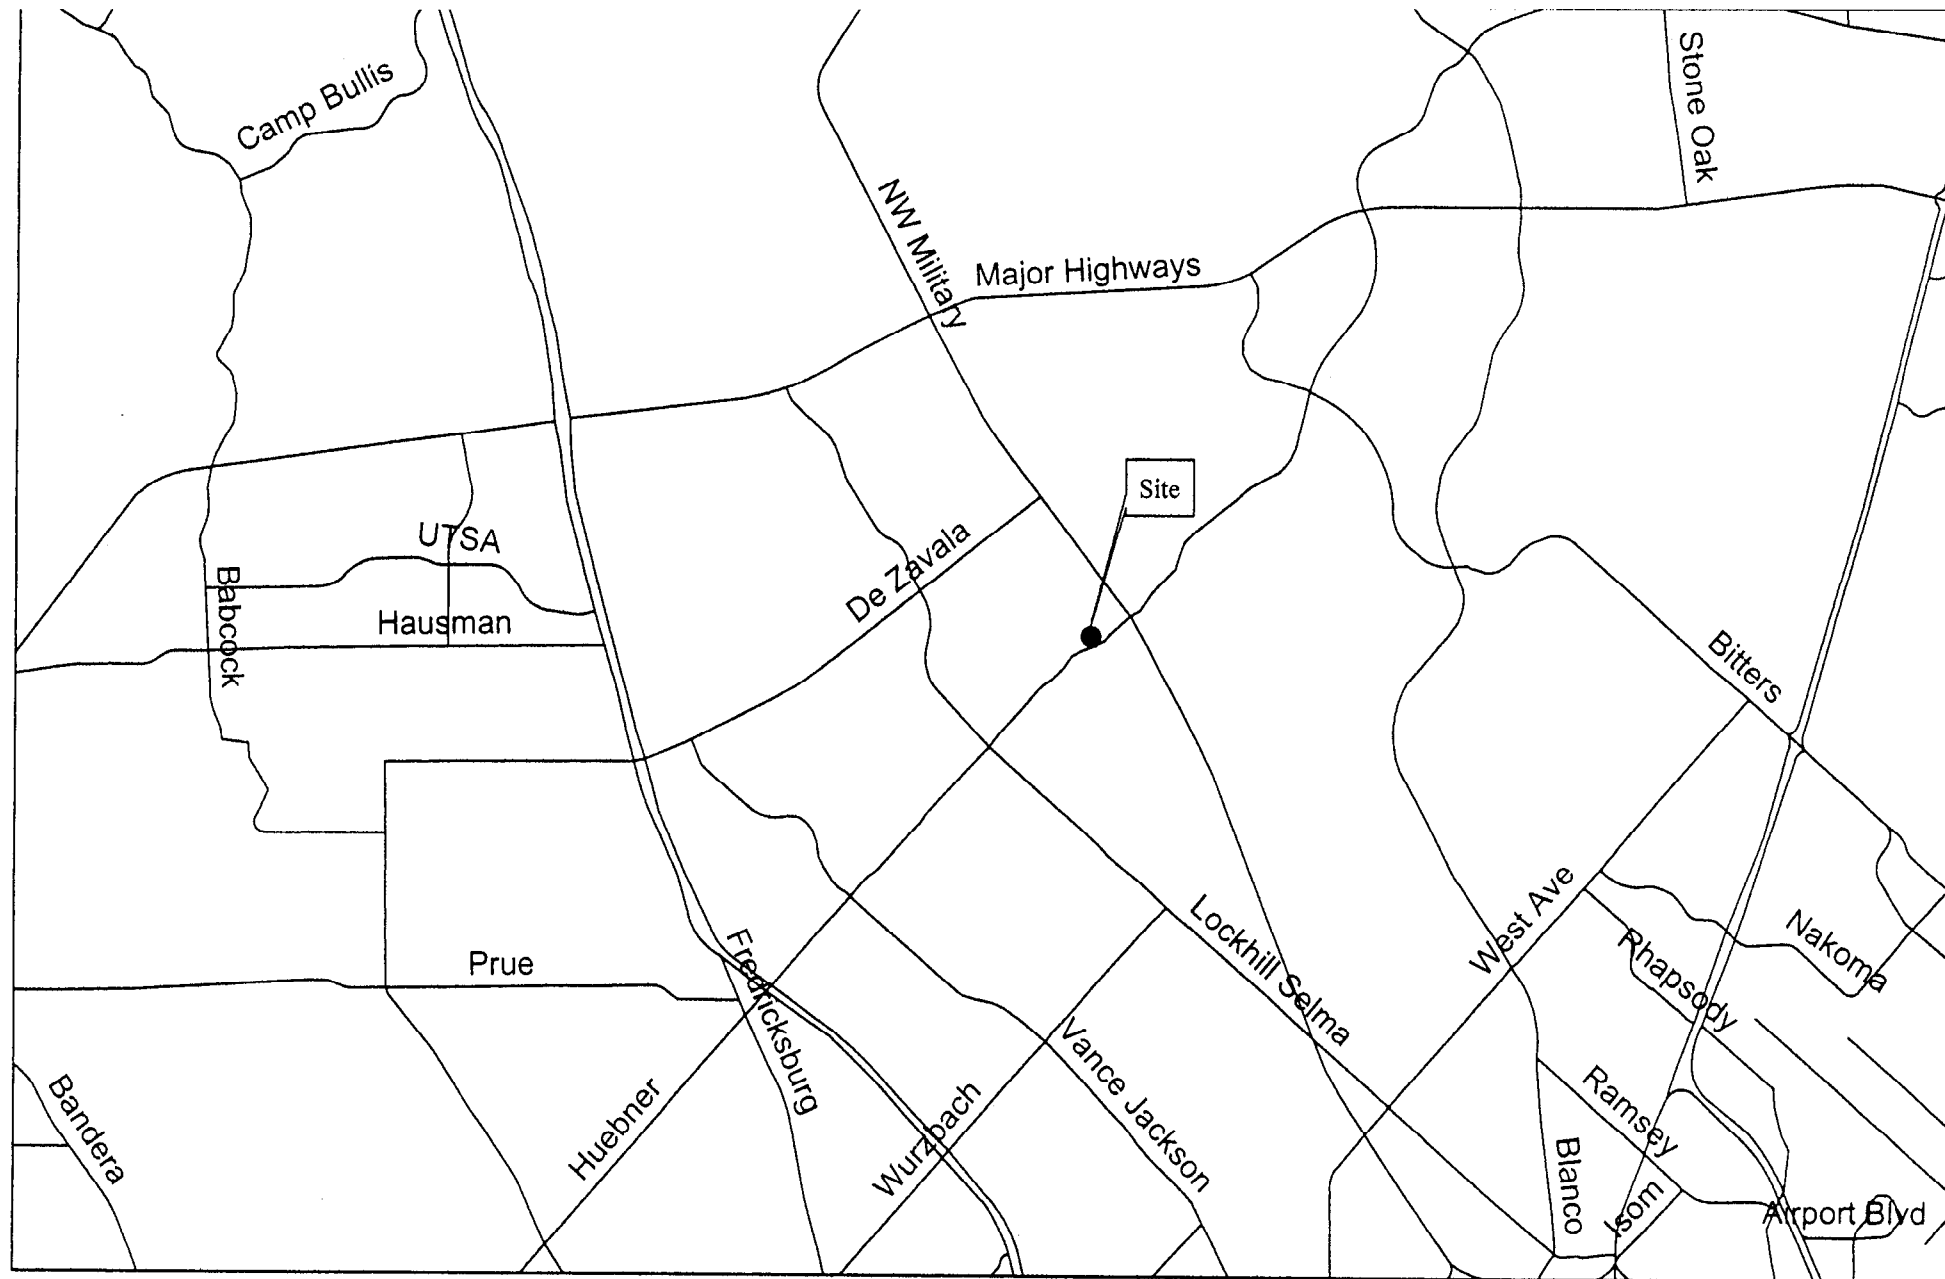 Stone Oak
Camp Bullis
NW Military
Major Highways
Site
UTSA
De Zavala
Babcock
Hausman
Bitters
West Ave
Lockhill Selma
Nakoma
Rhapsody
Prue
Fredricksburg
Vance Jackson
Ramsey
Bandera
Huebner
Wurzbach
Blanco
Isom
Airport Blvd